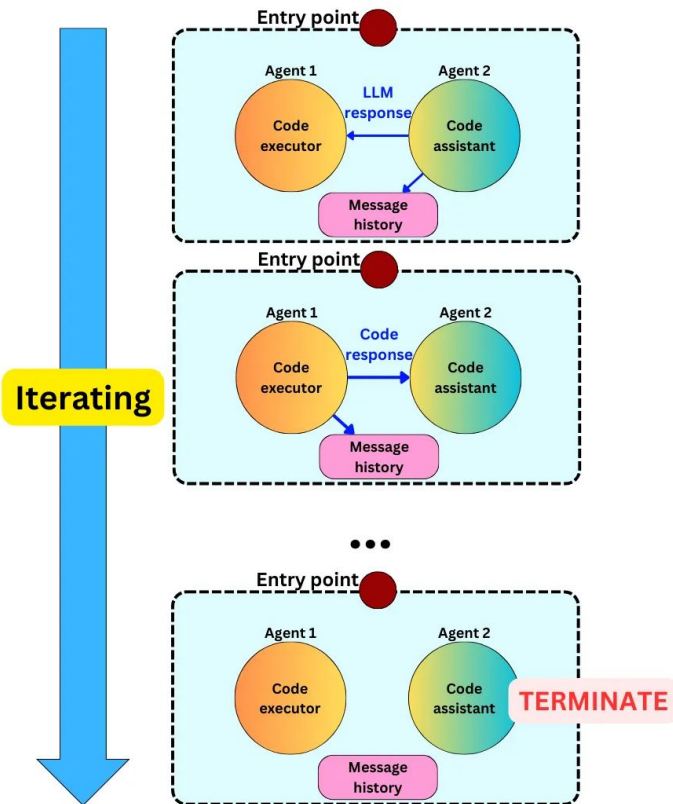 Entry point
Agent 1
Agent 2
LLM
response
Code
executor
Code
assistant
Message
history
Entry point
Agent 1
Agent 2
Code
response
Code
executor
Code
assistant
Message
history
Iterating
...
Entry point
Agent 1
Agent 2
Code
executor
Code
assistant
TERMINATE
Message
history